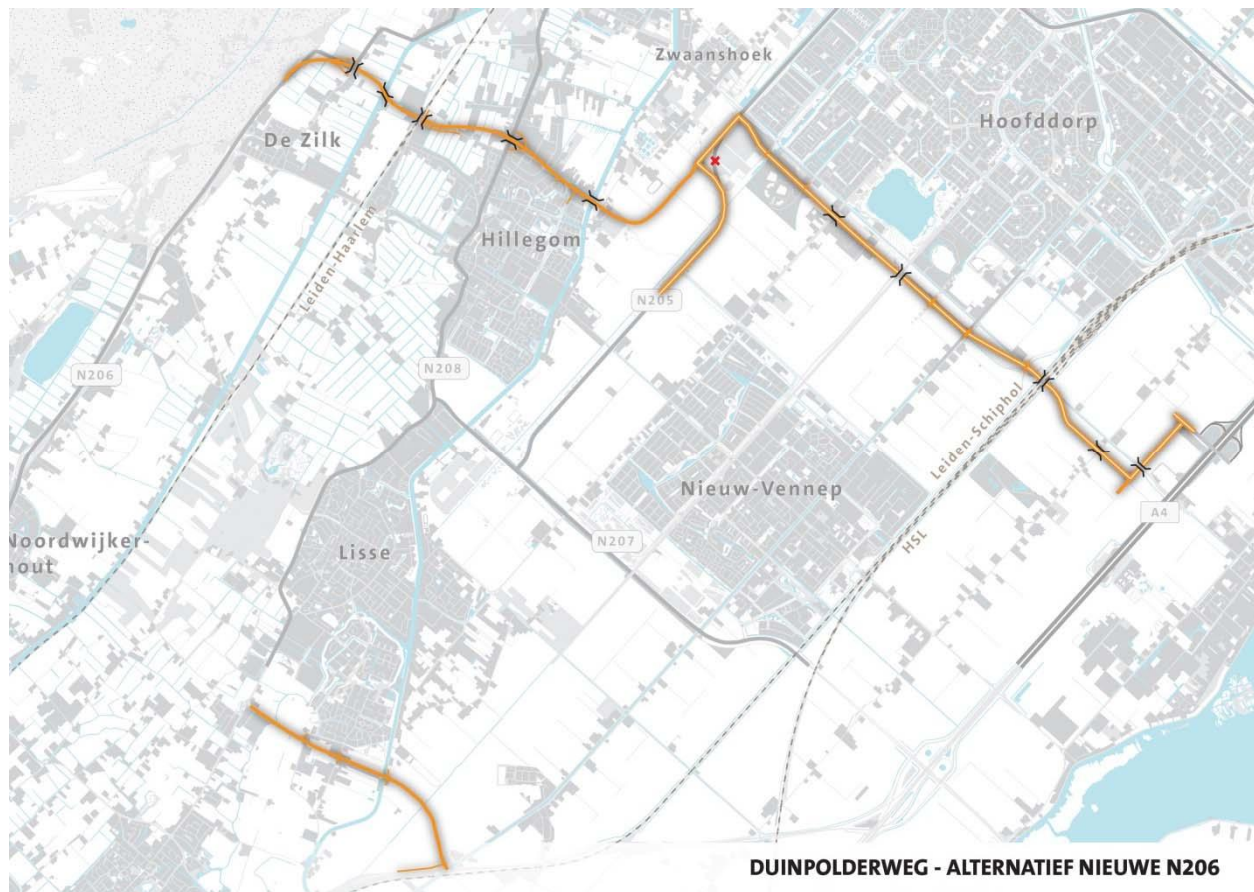 Zwaanshoek
Hoofddorp
De Zilk
Hillegom
Leiden-Haarlem
N205
N206
N208
Leiden-Schiphol
Nieuw-Vennep
A4
Noordwijker-
hout
Lisse
N207
HSL
DUINPOLDERWEG - ALTERNATIEF NIEUWE N206